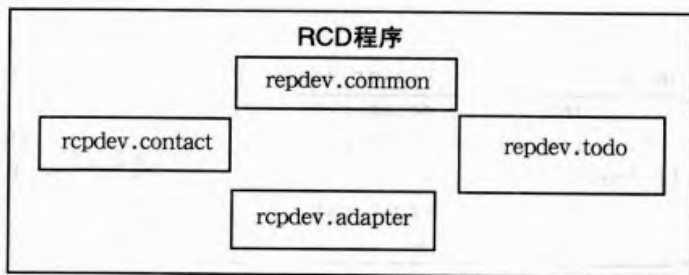 RCD程序
repdev.common
rcpdev.contact
repdev.todo
rcpdev.adapter